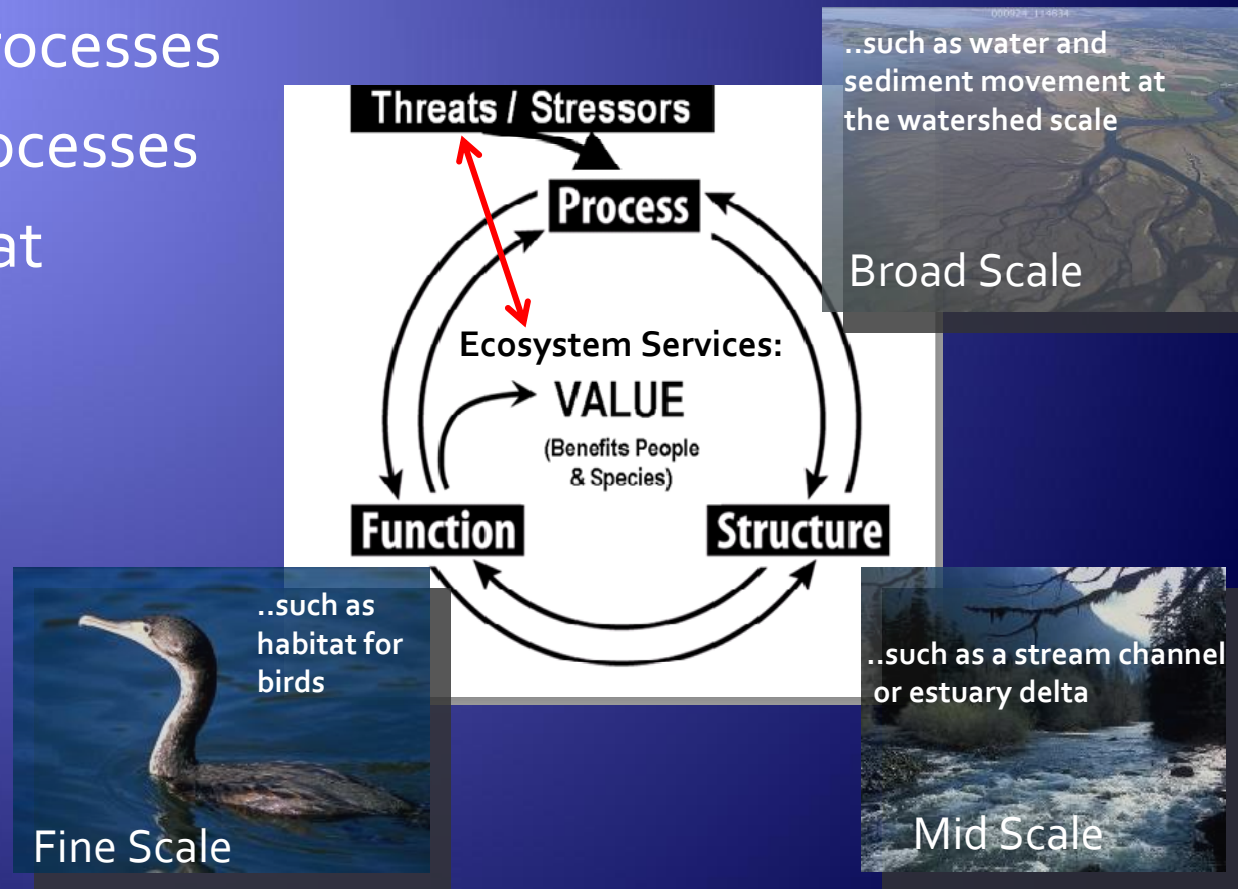 rocesses
ocesses
at
000924_114634
..such as water and
sediment movement at
the watershed scale
Broad Scale
Threats / Stressors
Process
Ecosystem Services:
VALUE
(Benefits People
& Species)
Function
Structure
..such as
habitat for
birds
Fine Scale
..such as a stream channel
or estuary delta
Mid Scale